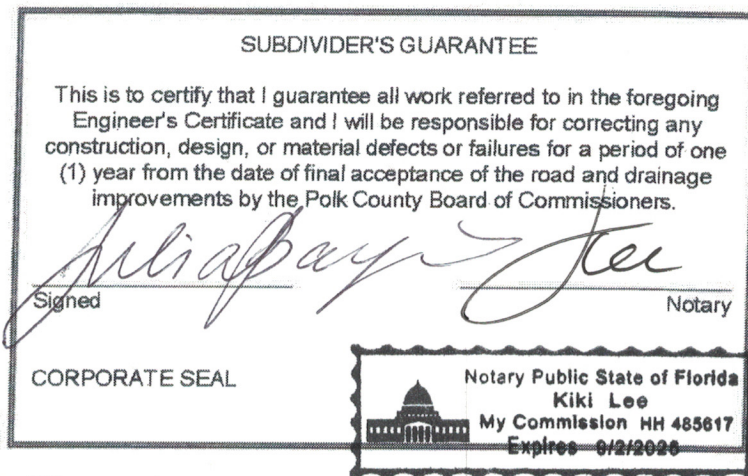 SUBDIVIDER'S GUARANTEE
This is to certify that I guarantee all work referred to in the foregoing
Engineer's Certificate and I will be responsible for correcting any
construction, design, or material defects or failures for a period of one
(1) year from the date of final acceptance of the road and drainage
improvements by the Polk County Board of Commissioners.
Lee
Signed Notary
CORPORATE SEAL
Notary Public State of Florida
Kiki Lee
My Commission HH 485617
Expires